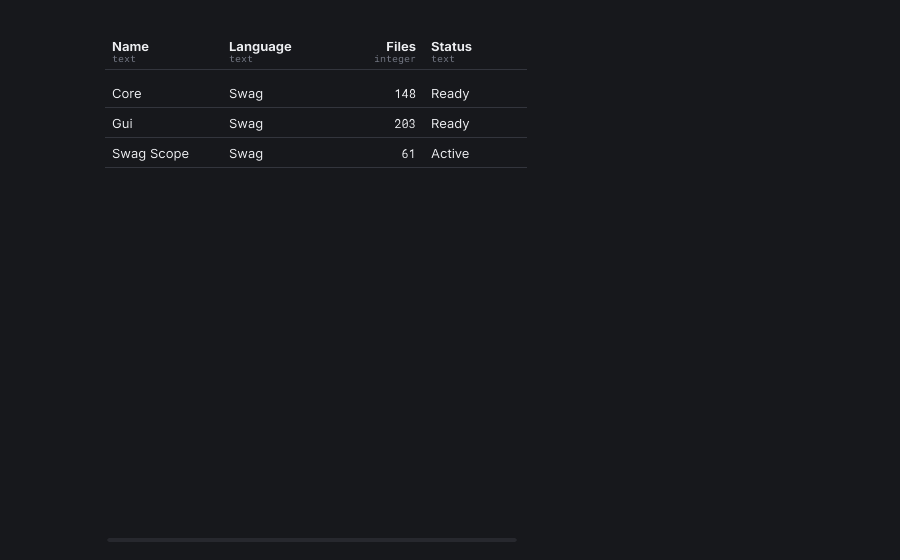 Name Language Files Status
text text integer text
Core Swag 148 Ready
Gui Swag 203 Ready
Swag Scope Swag 61 Active